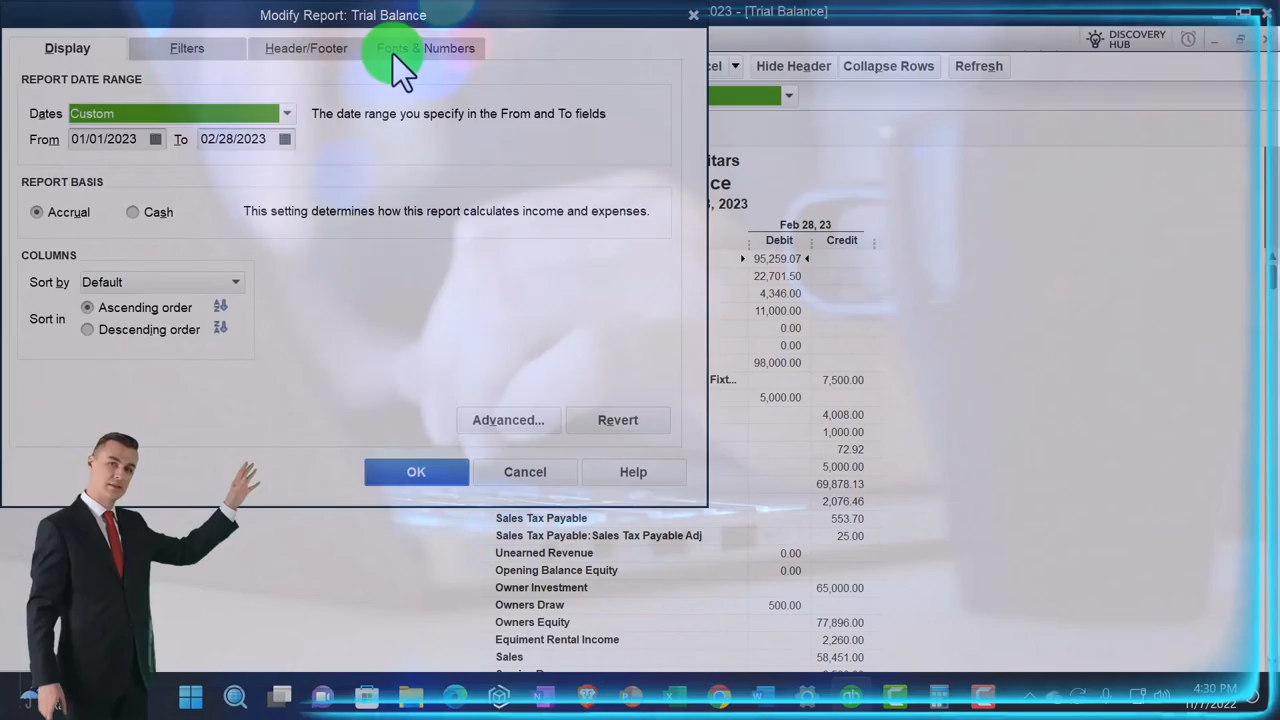 Modify Report: Trial Balance
2023 - [Trial Balance]
Display
Filters
Header/Footer
Fonts & Numbers
DISCOVERY
HUB
Hide Header
Collapse Rows
Refresh
REPORT DATE RANGE
Dates
Custom
The date range you specify in the From and To fields
From
01/01/2023
To
02/28/2023
REPORT BASIS
Accrual
Cash
This setting determines how this report calculates income and expenses.
COLUMNS
Sort by
Default
Sort in
Ascending order
Descending order
Advanced...
Revert
OK
Cancel
Help
Feb 28, 23
Debit
Credit
95,259.07
22,701.50
4,346.00
11,000.00
0.00
0.00
98,000.00
Fixt...
7,500.00
5,000.00
4,008.00
1,000.00
72.92
5,000.00
69,878.13
2,076.46
Sales Tax Payable
553.70
Sales Tax Payable:Sales Tax Payable Adj
25.00
Unearned Revenue
0.00
Opening Balance Equity
0.00
Owner Investment
65,000.00
Owners Draw
500.00
Owners Equity
77,896.00
Equiment Rental Income
2,260.00
Sales
58,451.00
4:30 PM
11/7/2022